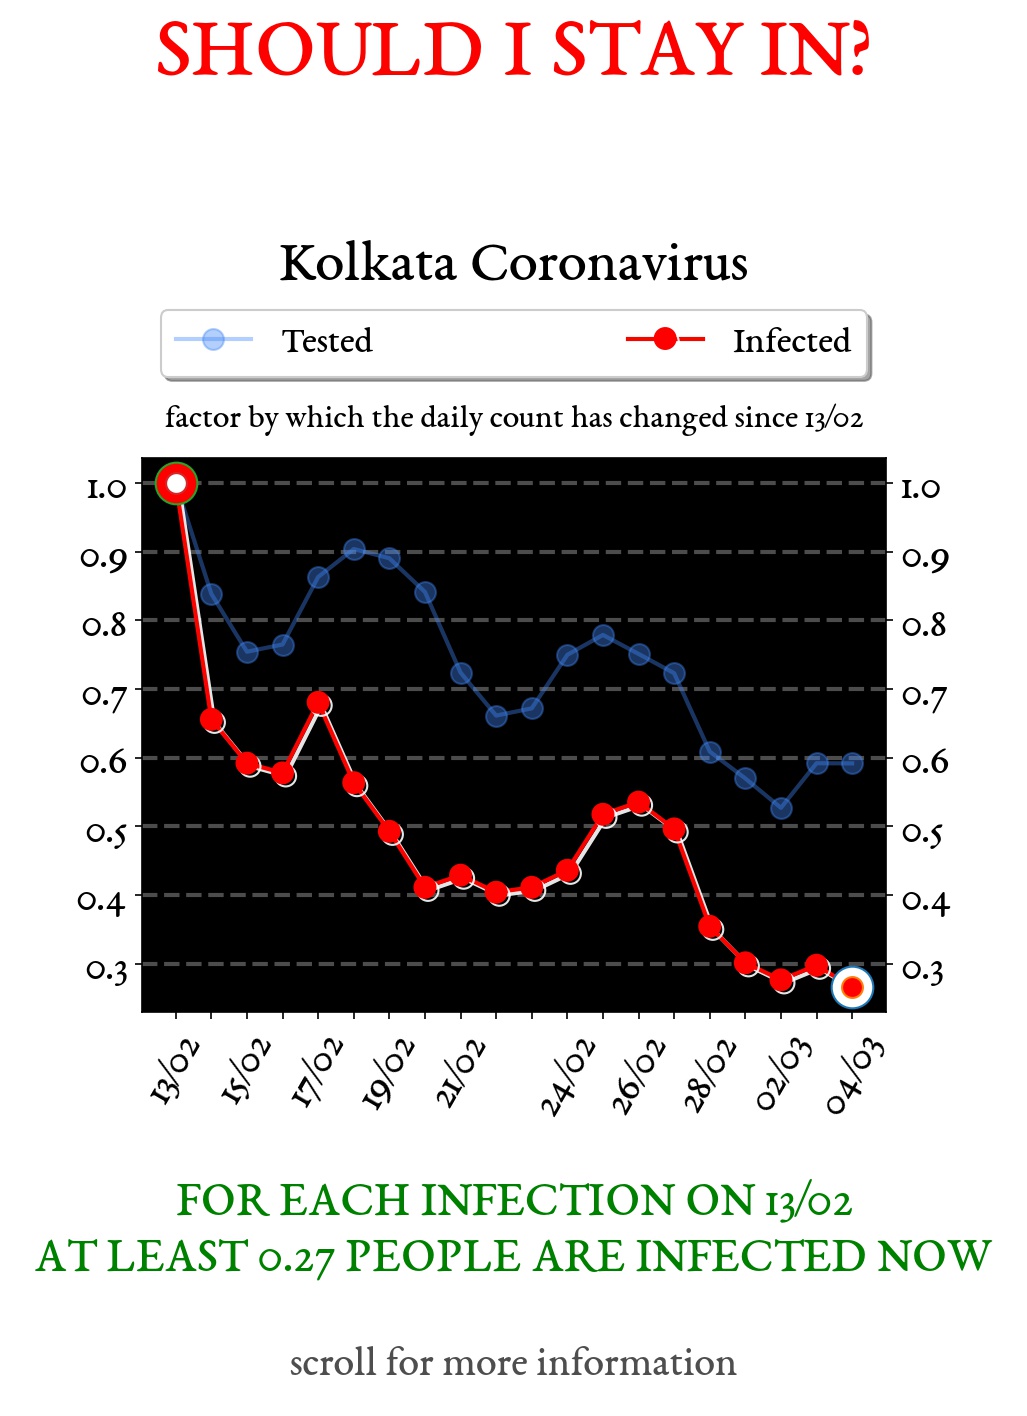 SHOULD I STAY IN?
Kolkata Coronavirus
Tested Infected
factor by which the daily count has changed since 13/02
1.0 1.0
0.9 0.9
0.8 0.8
0.7 0.7
0.6 0.6
0.5 0.5
0.4 0.4
0.3 0.3
13/02 15/02 17/02 19/02 21/02 24/02 26/02 28/02 02/03 04/03
FOR EACH INFECTION ON 13/02
AT LEAST 0.27 PEOPLE ARE INFECTED NOW
scroll for more information